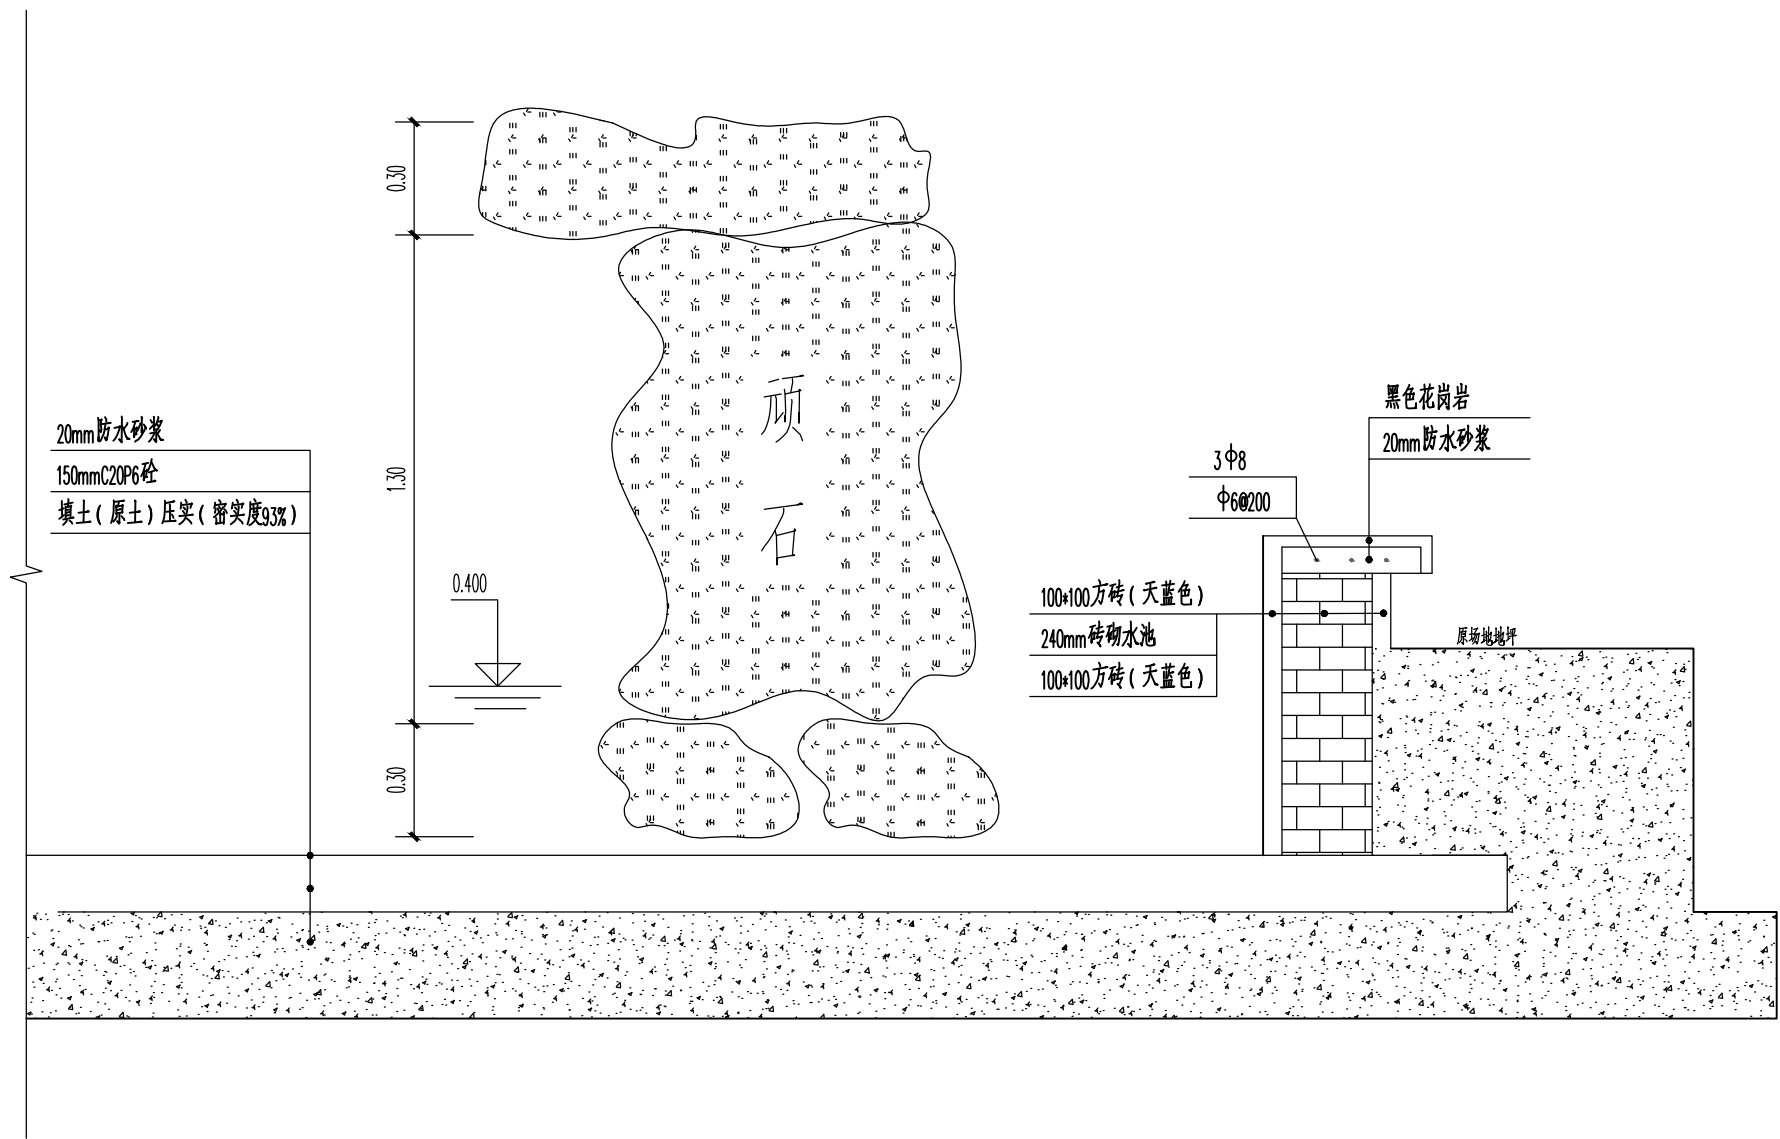 0.30
1.30
0.30
20mm防水砂浆
150mmC20P6砼
填土(原土)压实(密实度93%)
0.400
顽
石
黑色花岗岩
20mm防水砂浆
3Φ8
Φ6@200
100*100方砖(天蓝色)
240mm砖砌水池
100*100方砖(天蓝色)
原场地地坪